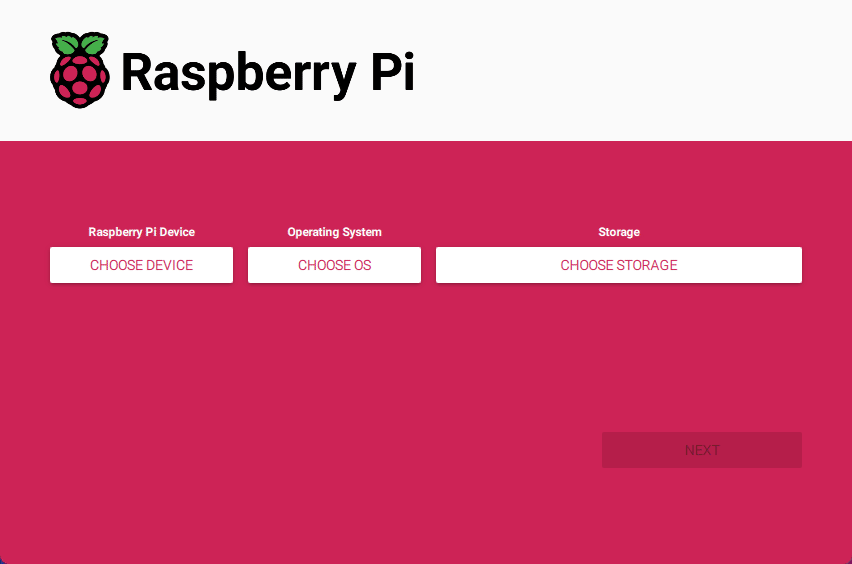 Raspberry Pi
Raspberry Pi Device
Operating System
Storage
CHOOSE DEVICE
CHOOSE OS
CHOOSE STORAGE
NEXT